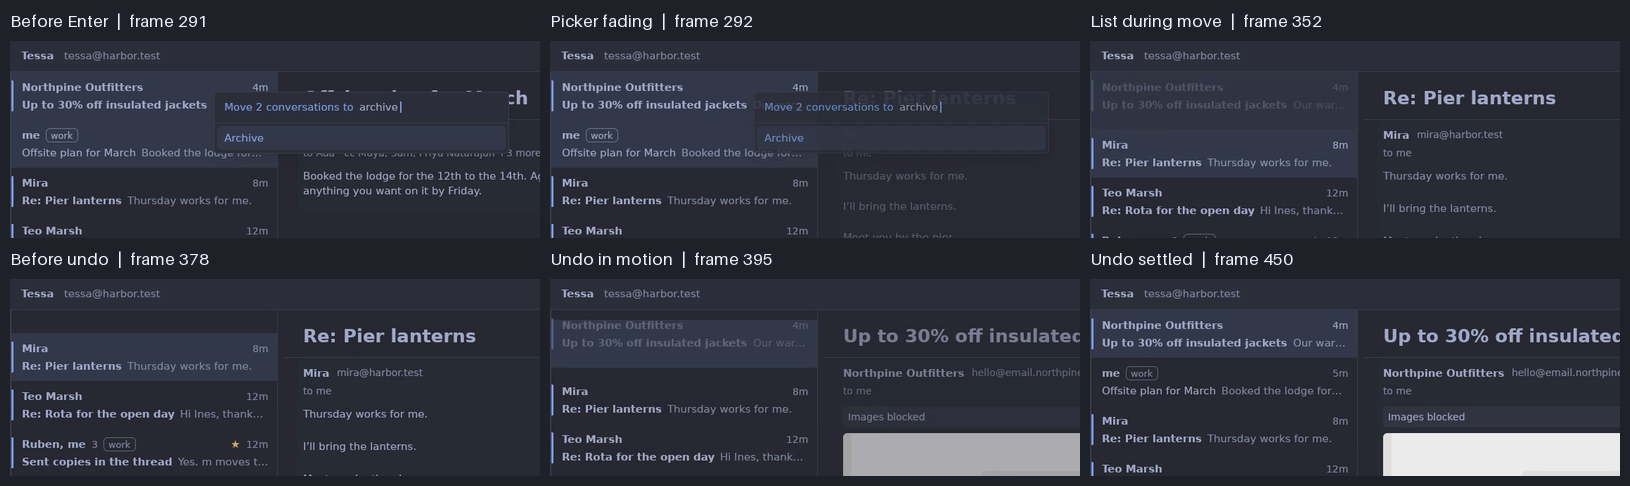 Before Enter | frame 291
Tessa tessa@harbor.test
Northpine Outfitters 4m
Up to 30% off insulated jackets
Move 2 conversations to archive
me work
Archive
Offsite plan for March Booked the lodge for...
Booked the lodge for the 12th to the 14th.
anything you want on it by Friday.
Mira 8m
Re: Pier lanterns Thursday works for me.
Teo Marsh 12m
Picker fading | frame 292
Tessa tessa@harbor.test
Northpine Outfitters 4m
Re: Pier lanterns
Up to 30% off insulated jackets
Move 2 conversations to archive
me work
Archive
Offsite plan for March Booked the lodge for...
Thursday works for me.
Mira 8m
Re: Pier lanterns Thursday works for me.
I'll bring the lanterns.
Teo Marsh 12m
Meet you by the pier
List during move | frame 352
Tessa tessa@harbor.test
Northpine Outfitters 4m
Up to 30% off insulated jackets Our war...
Re: Pier lanterns
Mira mira@harbor.test
to me
Mira 8m
Re: Pier lanterns Thursday works for me.
Thursday works for me.
Teo Marsh 12m
Re: Rota for the open day Hi Ines, thank...
I'll bring the lanterns.
Before undo | frame 378
Tessa tessa@harbor.test
Re: Pier lanterns
Mira 8m
Re: Pier lanterns Thursday works for me.
Mira mira@harbor.test
to me
Teo Marsh 12m
Re: Rota for the open day Hi Ines, thank...
Thursday works for me.
Ruben, me 3 work ★ 12m
Sent copies in the thread Yes. m moves t...
I'll bring the lanterns.
Undo in motion | frame 395
Tessa tessa@harbor.test
Northpine Outfitters 4m
Up to 30% off insulated jackets Our war...
Up to 30% off insulated
Northpine Outfitters hello@email.northpine
to me
Mira 8m
Re: Pier lanterns Thursday works for me.
Images blocked
Teo Marsh 12m
Re: Rota for the open day Hi Ines, thank...
Undo settled | frame 450
Tessa tessa@harbor.test
Northpine Outfitters 4m
Up to 30% off insulated jackets Our war...
Up to 30% off insulated
me work 5m
Offsite plan for March Booked the lodge for...
Northpine Outfitters hello@email.northpine
to me
Mira 8m
Re: Pier lanterns Thursday works for me.
Images blocked
Teo Marsh 12m